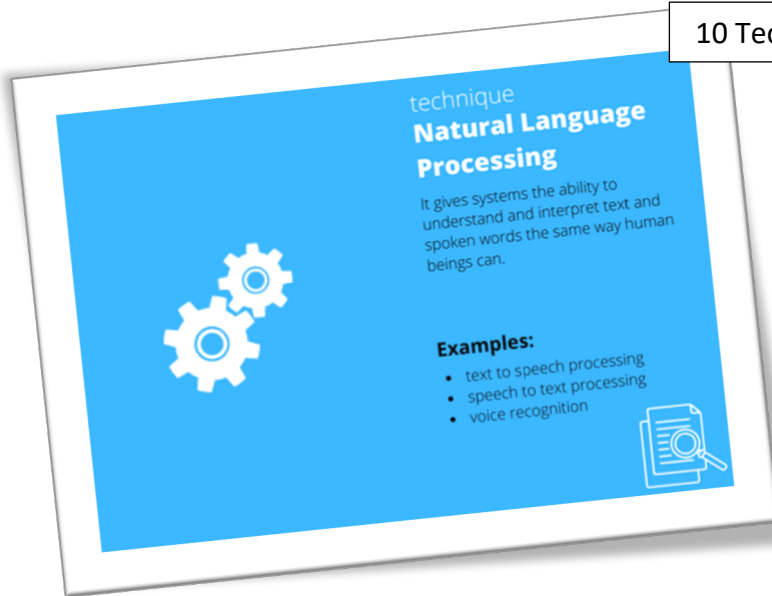 10 Tec
technique
Natural Language
Processing
It gives systems the ability to
understand and interpret text and
spoken words the same way human
beings can.
Examples:
• text to speech processing
• speech to text processing
• voice recognition